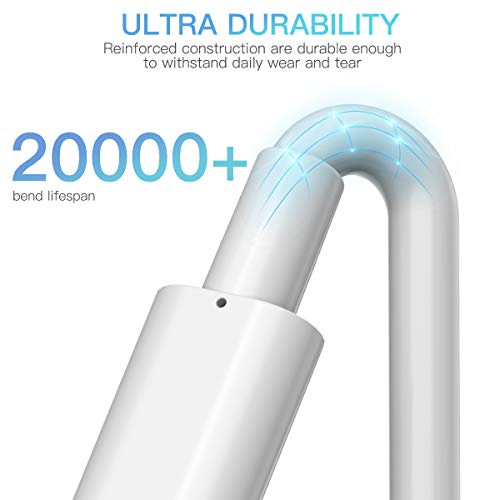 ULTRA DURABILITY
Reinforced construction are durable enough
to withstand daily wear and tear
20000+
bend lifespan